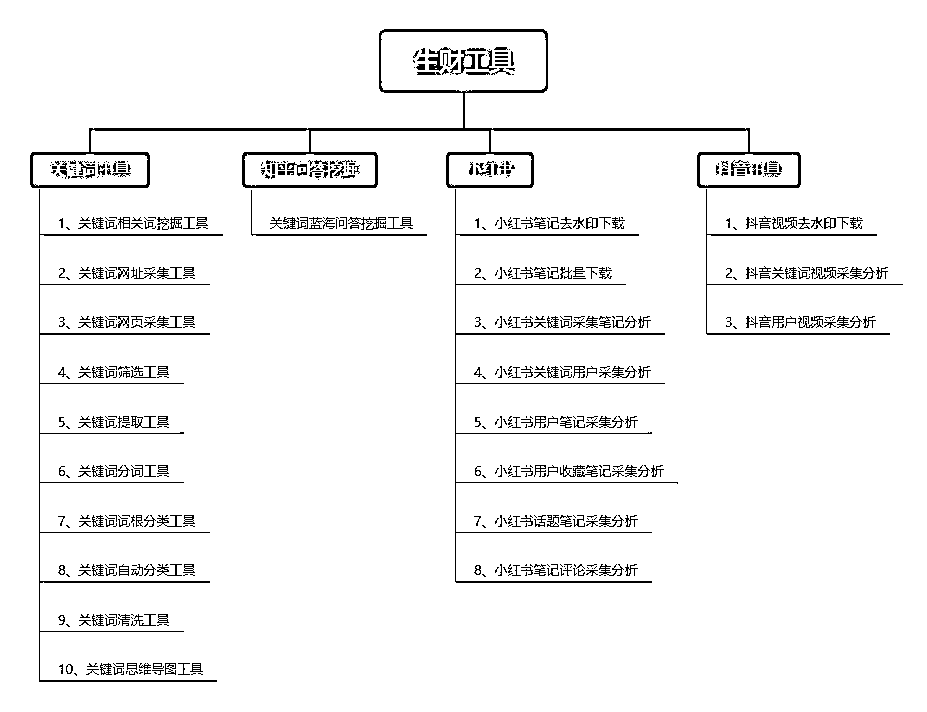 生财工具
关键词工具
1、关键词相关词挖掘工具
2、关键词网址采集工具
3、关键词网页采集工具
4、关键词筛选工具
5、关键词提取工具
6、关键词分词工具
7、关键词词根分类工具
8、关键词自动分类工具
9、关键词清洗工具
10、关键词思维导图工具
知乎问答挖掘
关键词蓝海问答挖掘工具
小红书
1、小红书笔记去水印下载
2、小红书笔记批量下载
3、小红书关键词采集笔记分析
4、小红书关键词用户采集分析
5、小红书用户笔记采集分析
6、小红书用户收藏笔记采集分析
7、小红书话题笔记采集分析
8、小红书笔记评论采集分析
抖音工具
1、抖音视频去水印下载
2、抖音关键词视频采集分析
3、抖音用户视频采集分析